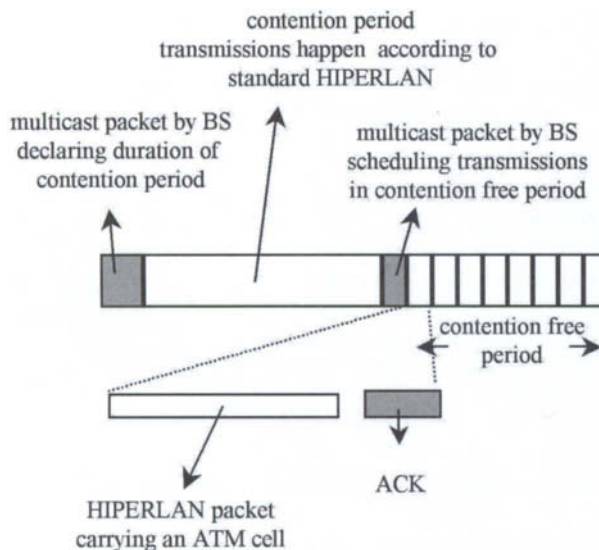 contention period
transmissions happen according to
standard HIPERLAN
multicast packet by BS
declaring duration of
contention period
multicast packet by BS
scheduling transmissions
in contention free period
contention free
period
ACK
HIPERLAN packet
carrying an ATM cell